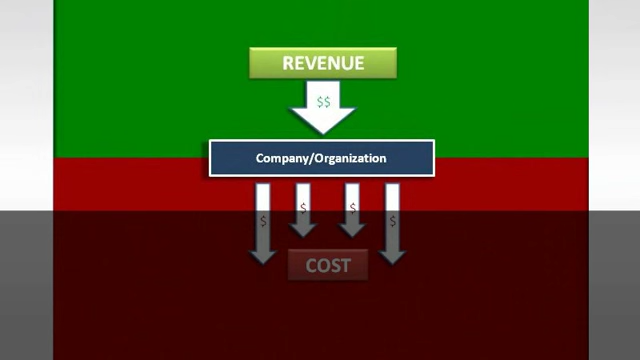 REVENUE
$$
Company/Organization
$ $ $ $
COST